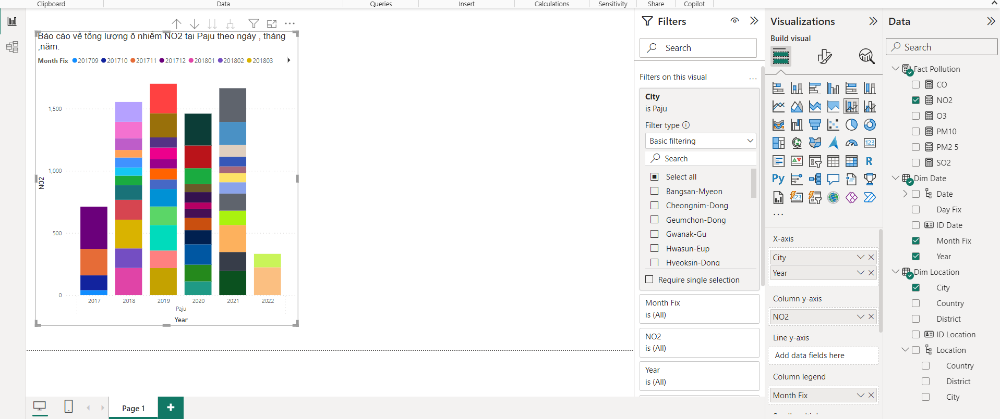 Clipboard
Data
Queries
Insert
Calculations
Sensitivity
Share
Copilot
Báo cáo về tổng lượng ô nhiễm NO2 tại Paju theo ngày , tháng
,năm.
Month Fix 201709 201710 201711 201712 201801 201802 201803
1,500
1,000
500
0
NO2
2017 2018 2019 2020 2021 2022
Paju
Year
Page 1
Filters
Search
Filters on this visual
City
is Paju
Filter type
Basic filtering
Search
Select all
Bangsan-Myeon
Cheongnim-Dong
Geumchon-Dong
Gwanak-Gu
Hwasun-Eup
Hyeoksin-Dong
Require single selection
Month Fix
is (All)
NO2
is (All)
Year
is (All)
Visualizations
Build visual
123
R
Py
123
X-axis
City
Year
Column y-axis
NO2
Line y-axis
Add data fields here
Column legend
Month Fix
Data
Search
Fact Pollution
CO
NO2
O3
PM10
PM2 5
SO2
Dim Date
Date
Day Fix
ID Date
Month Fix
Year
Dim Location
City
Country
District
ID Location
Location
Country
District
City